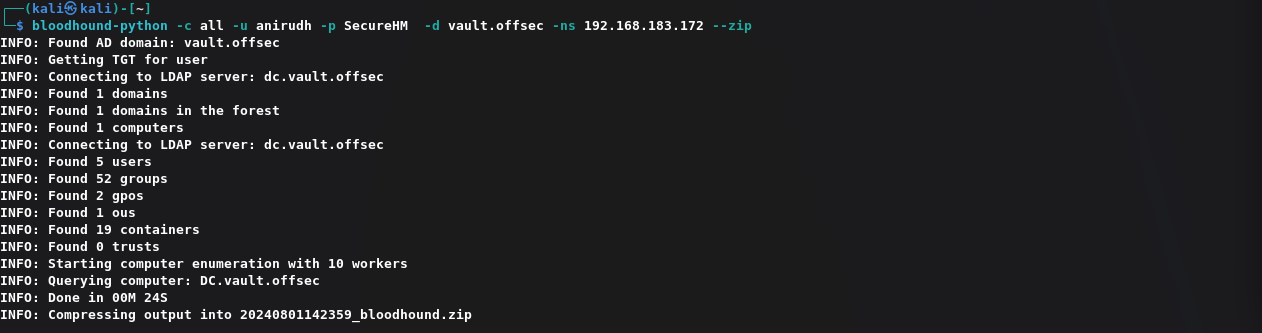 ┌──(kali㉿kali)-[~]
└─$ bloodhound-python -c all -u anirudh -p SecureHM  -d vault.offsec -ns 192.168.183.172 --zip
INFO: Found AD domain: vault.offsec
INFO: Getting TGT for user
INFO: Connecting to LDAP server: dc.vault.offsec
INFO: Found 1 domains
INFO: Found 1 domains in the forest
INFO: Found 1 computers
INFO: Connecting to LDAP server: dc.vault.offsec
INFO: Found 5 users
INFO: Found 52 groups
INFO: Found 2 gpos
INFO: Found 1 ous
INFO: Found 19 containers
INFO: Found 0 trusts
INFO: Starting computer enumeration with 10 workers
INFO: Querying computer: DC.vault.offsec
INFO: Done in 00M 24S
INFO: Compressing output into 20240801142359_bloodhound.zip